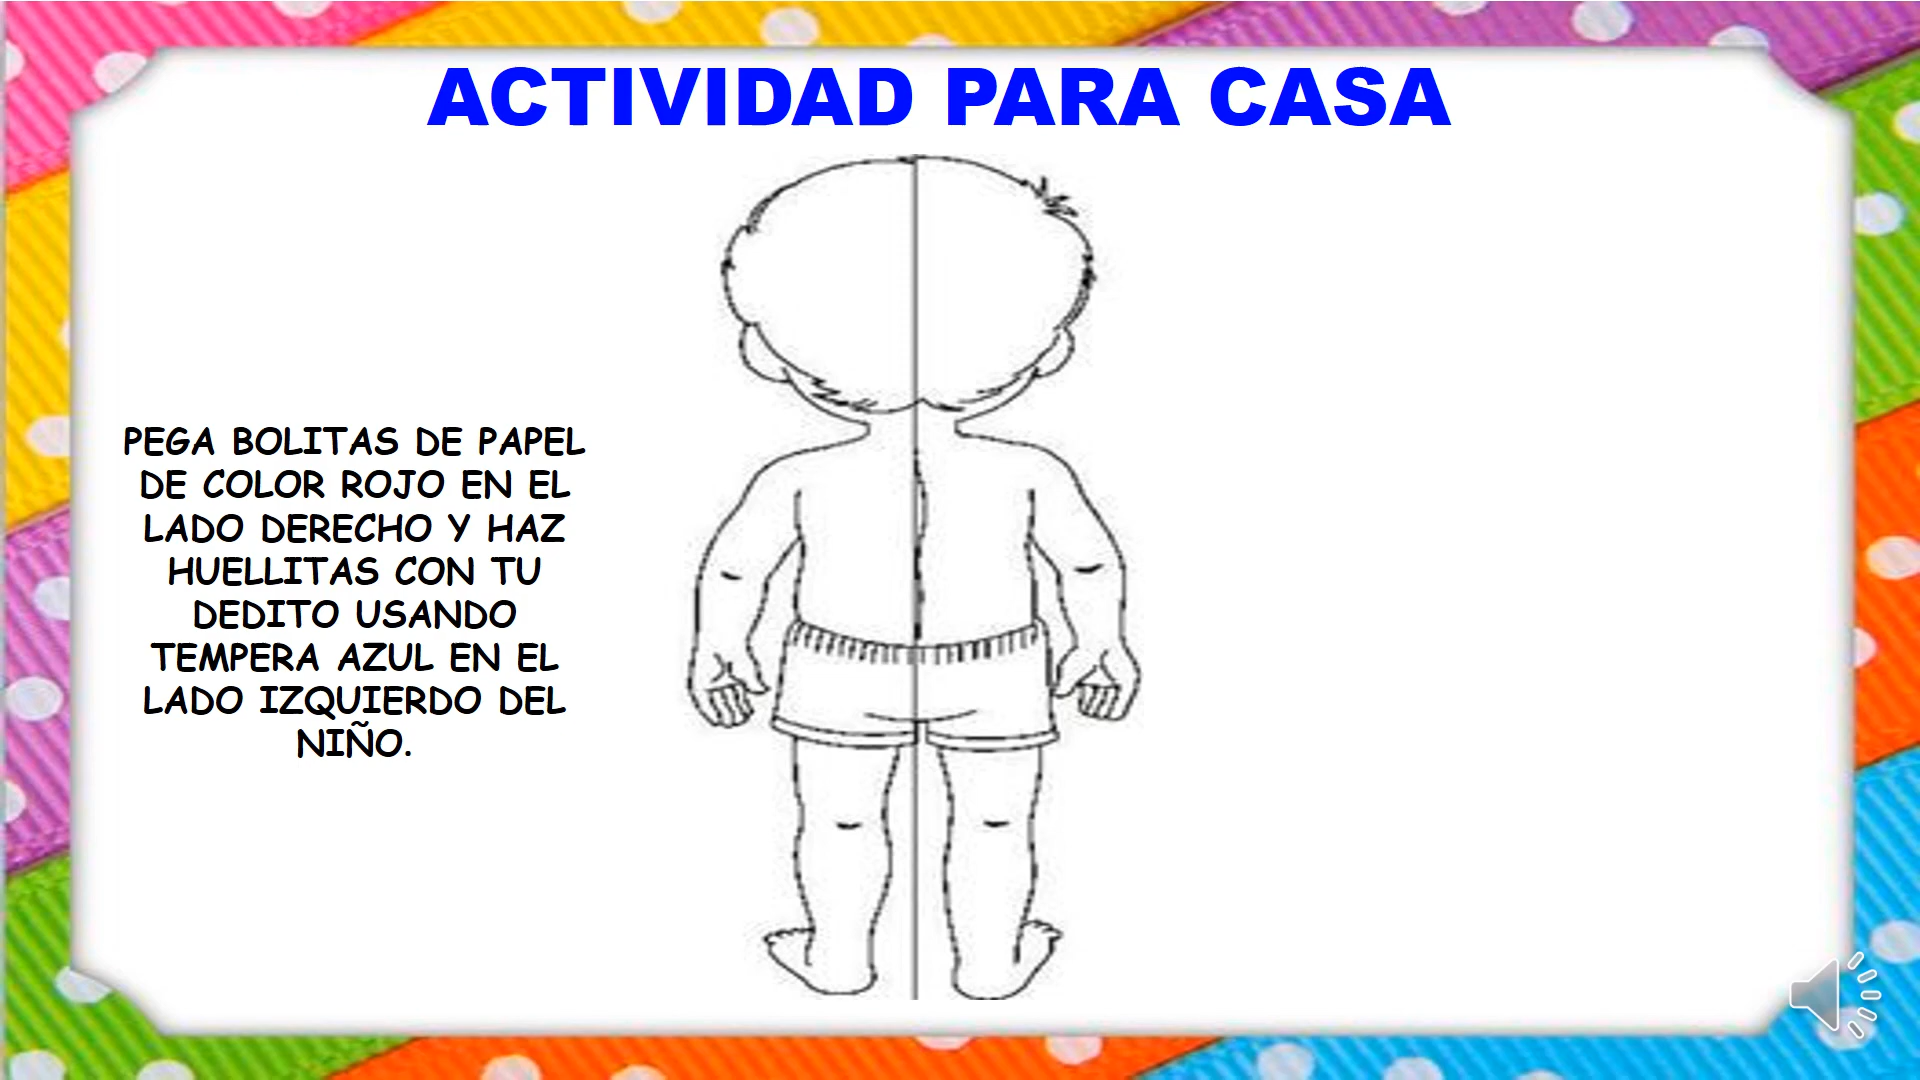 ACTIVIDAD PARA CASA
PEGA BOLITAS DE PAPEL
DE COLOR ROJO EN EL
LADO DERECHO Y HAZ
HUELLITAS CON TU
DEDITO USANDO
TEMPERA AZUL EN EL
LADO IZQUIERDO DEL
NIÑO.